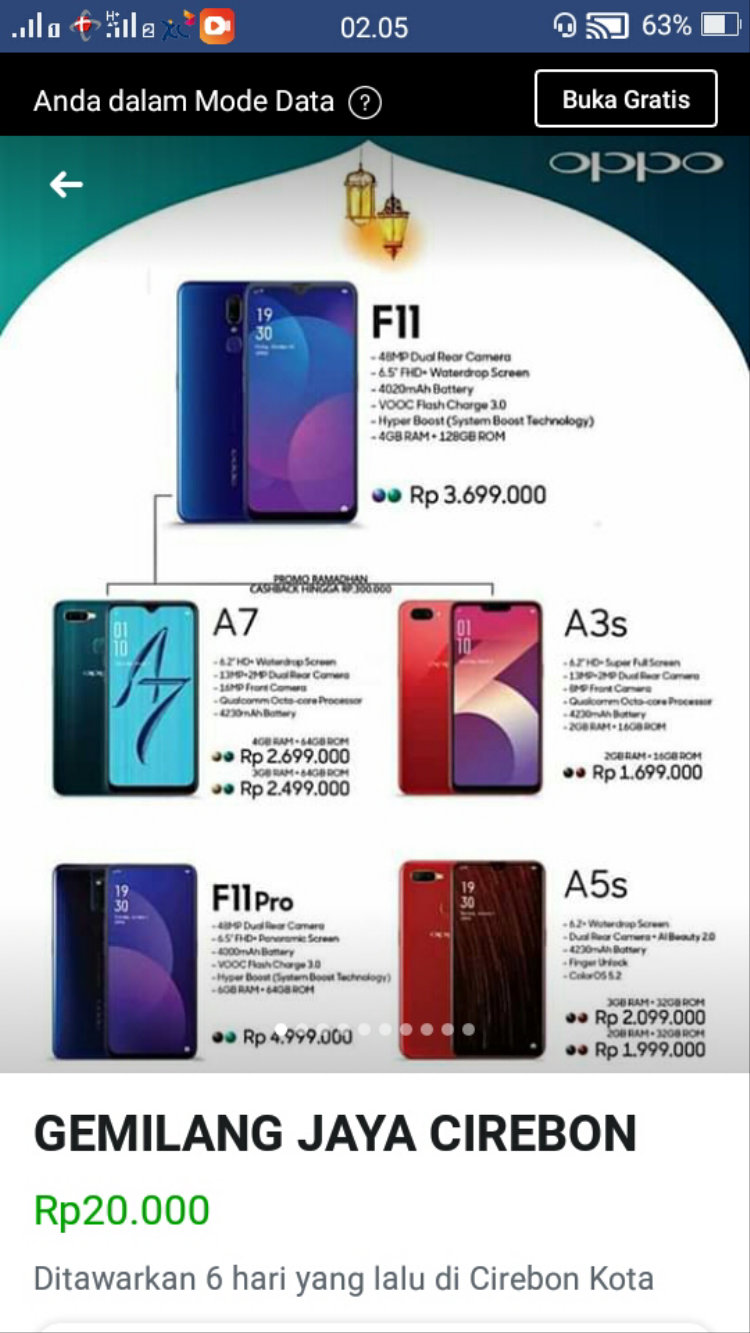 02.05
63%
Anda dalam Mode Data ?
Buka Gratis
oppo
19
30
F11
- 48MP Dual Rear Camera
- 6.5" FHD+ Waterdrop Screen
- 4020mAh Battery
- VOOC Flash Charge 3.0
- Hyper Boost (System Boost Technology)
- 4GB RAM + 128GB ROM
Rp 3.699.000
PROMO RAMADHAN
CASHBACK HINGGA RP.300.000
01
10
A7
- 6.2" HD+ Waterdrop Screen
- 13MP+2MP Dual Rear Camera
- 16MP Front Camera
- Qualcomm Octa-core Processor
- 4230mAh Battery
4GB RAM + 64GB ROM
Rp 2.699.000
3GB RAM + 64GB ROM
Rp 2.499.000
01
10
A3s
- 6.2" HD+ Super Full Screen
- 13MP+2MP Dual Rear Camera
- 8MP Front Camera
- Qualcomm Octa-core Processor
- 4230mAh Battery
- 2GB RAM + 16GB ROM
2GB RAM + 16GB ROM
Rp 1.699.000
19
30
F11 Pro
- 48MP Dual Rear Camera
- 6.5" FHD+ Panoramic Screen
- 4000mAh Battery
- VOOC Flash Charge 3.0
- Hyper Boost (System Boost Technology)
- 6GB RAM + 64GB ROM
Rp 4.999.000
19
30
A5s
- 6.2+ Waterdrop Screen
- Dual Rear Camera + AI Beauty 2.0
- 4230mAh Battery
- Finger Unlock
- ColorOS 5.2
3GB RAM + 32GB ROM
Rp 2.099.000
2GB RAM + 32GB ROM
Rp 1.999.000
GEMILANG JAYA CIREBON
Rp20.000
Ditawarkan 6 hari yang lalu di Cirebon Kota